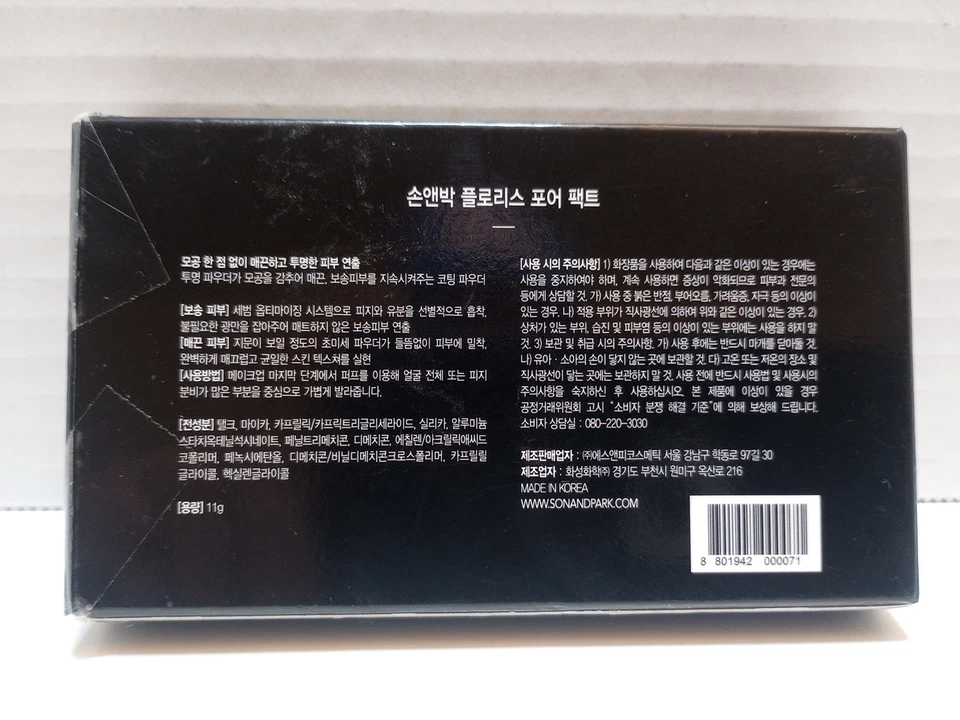 손앤박 플로리스 포어 팩트
모공 한 점 없이 매끈하고 투명한 피부 연출
투명 파우더가 모공을 감추어 매끈, 보송피부를 지속시켜주는 코팅 파우더
[보송 피부] 세범 옵티마이징 시스템으로 피지와 유분을 선별적으로 흡착,
불필요한 광만을 잡아주어 매트하지 않은 보송피부 연출
[매끈 피부] 지문이 보일 정도의 초미세 파우더가 들뜸없이 피부에 밀착,
완벽하게 매끄럽고 균일한 스킨 텍스쳐를 실현
[사용방법] 메이크업 마지막 단계에서 퍼프를 이용해 얼굴 전체 또는 피지
분비가 많은 부분을 중심으로 가볍게 발라줍니다.
[전성분] 탤크, 마이카, 카프릴릭/카프릭트리글리세라이드, 실리카, 알루미늄
스타치옥테닐석시네이트, 페닐트리메치콘, 디메치콘, 에칠렌/아크릴릭애씨드
코폴리머, 페녹시에탄올, 디메치콘/비닐디메치콘크로스폴리머, 카프릴릴
글라이콜, 헥실렌글라이콜
[용량] 11g
[사용 시의 주의사항] 1) 화장품을 사용하여 다음과 같은 이상이 있는 경우에는
사용을 중지하여야 하며, 계속 사용하면 증상이 악화되므로 피부과 전문의
등에게 상담할 것. 가) 사용 중 붉은 반점, 부어오름, 가려움증, 자극 등의 이상이
있는 경우. 나) 적용 부위가 직사광선에 의하여 위와 같은 이상이 있는 경우. 2)
상처가 있는 부위, 습진 및 피부염 등의 이상이 있는 부위에는 사용을 하지 말
것. 3) 보관 및 취급 시의 주의사항. 가) 사용 후에는 반드시 마개를 닫아둘 것.
나) 유아·소아의 손이 닿지 않는 곳에 보관할 것. 다) 고온 또는 저온의 장소 및
직사광선이 닿는 곳에는 보관하지 말 것. 사용 전에 반드시 사용법 및 사용시의
주의사항을 숙지하신 후 사용하십시오. 본 제품에 이상이 있을 경우
공정거래위원회 고시 "소비자 분쟁 해결 기준"에 의해 보상해 드립니다.
소비자 상담실 : 080-220-3030
제조판매업자 : ㈜에스앤피코스메틱 서울 강남구 학동로 97길 30
제조업자 : 화성화학㈜ 경기도 부천시 원미구 옥산로 216
MADE IN KOREA
WWW.SONANDPARK.COM
8 801942 000071